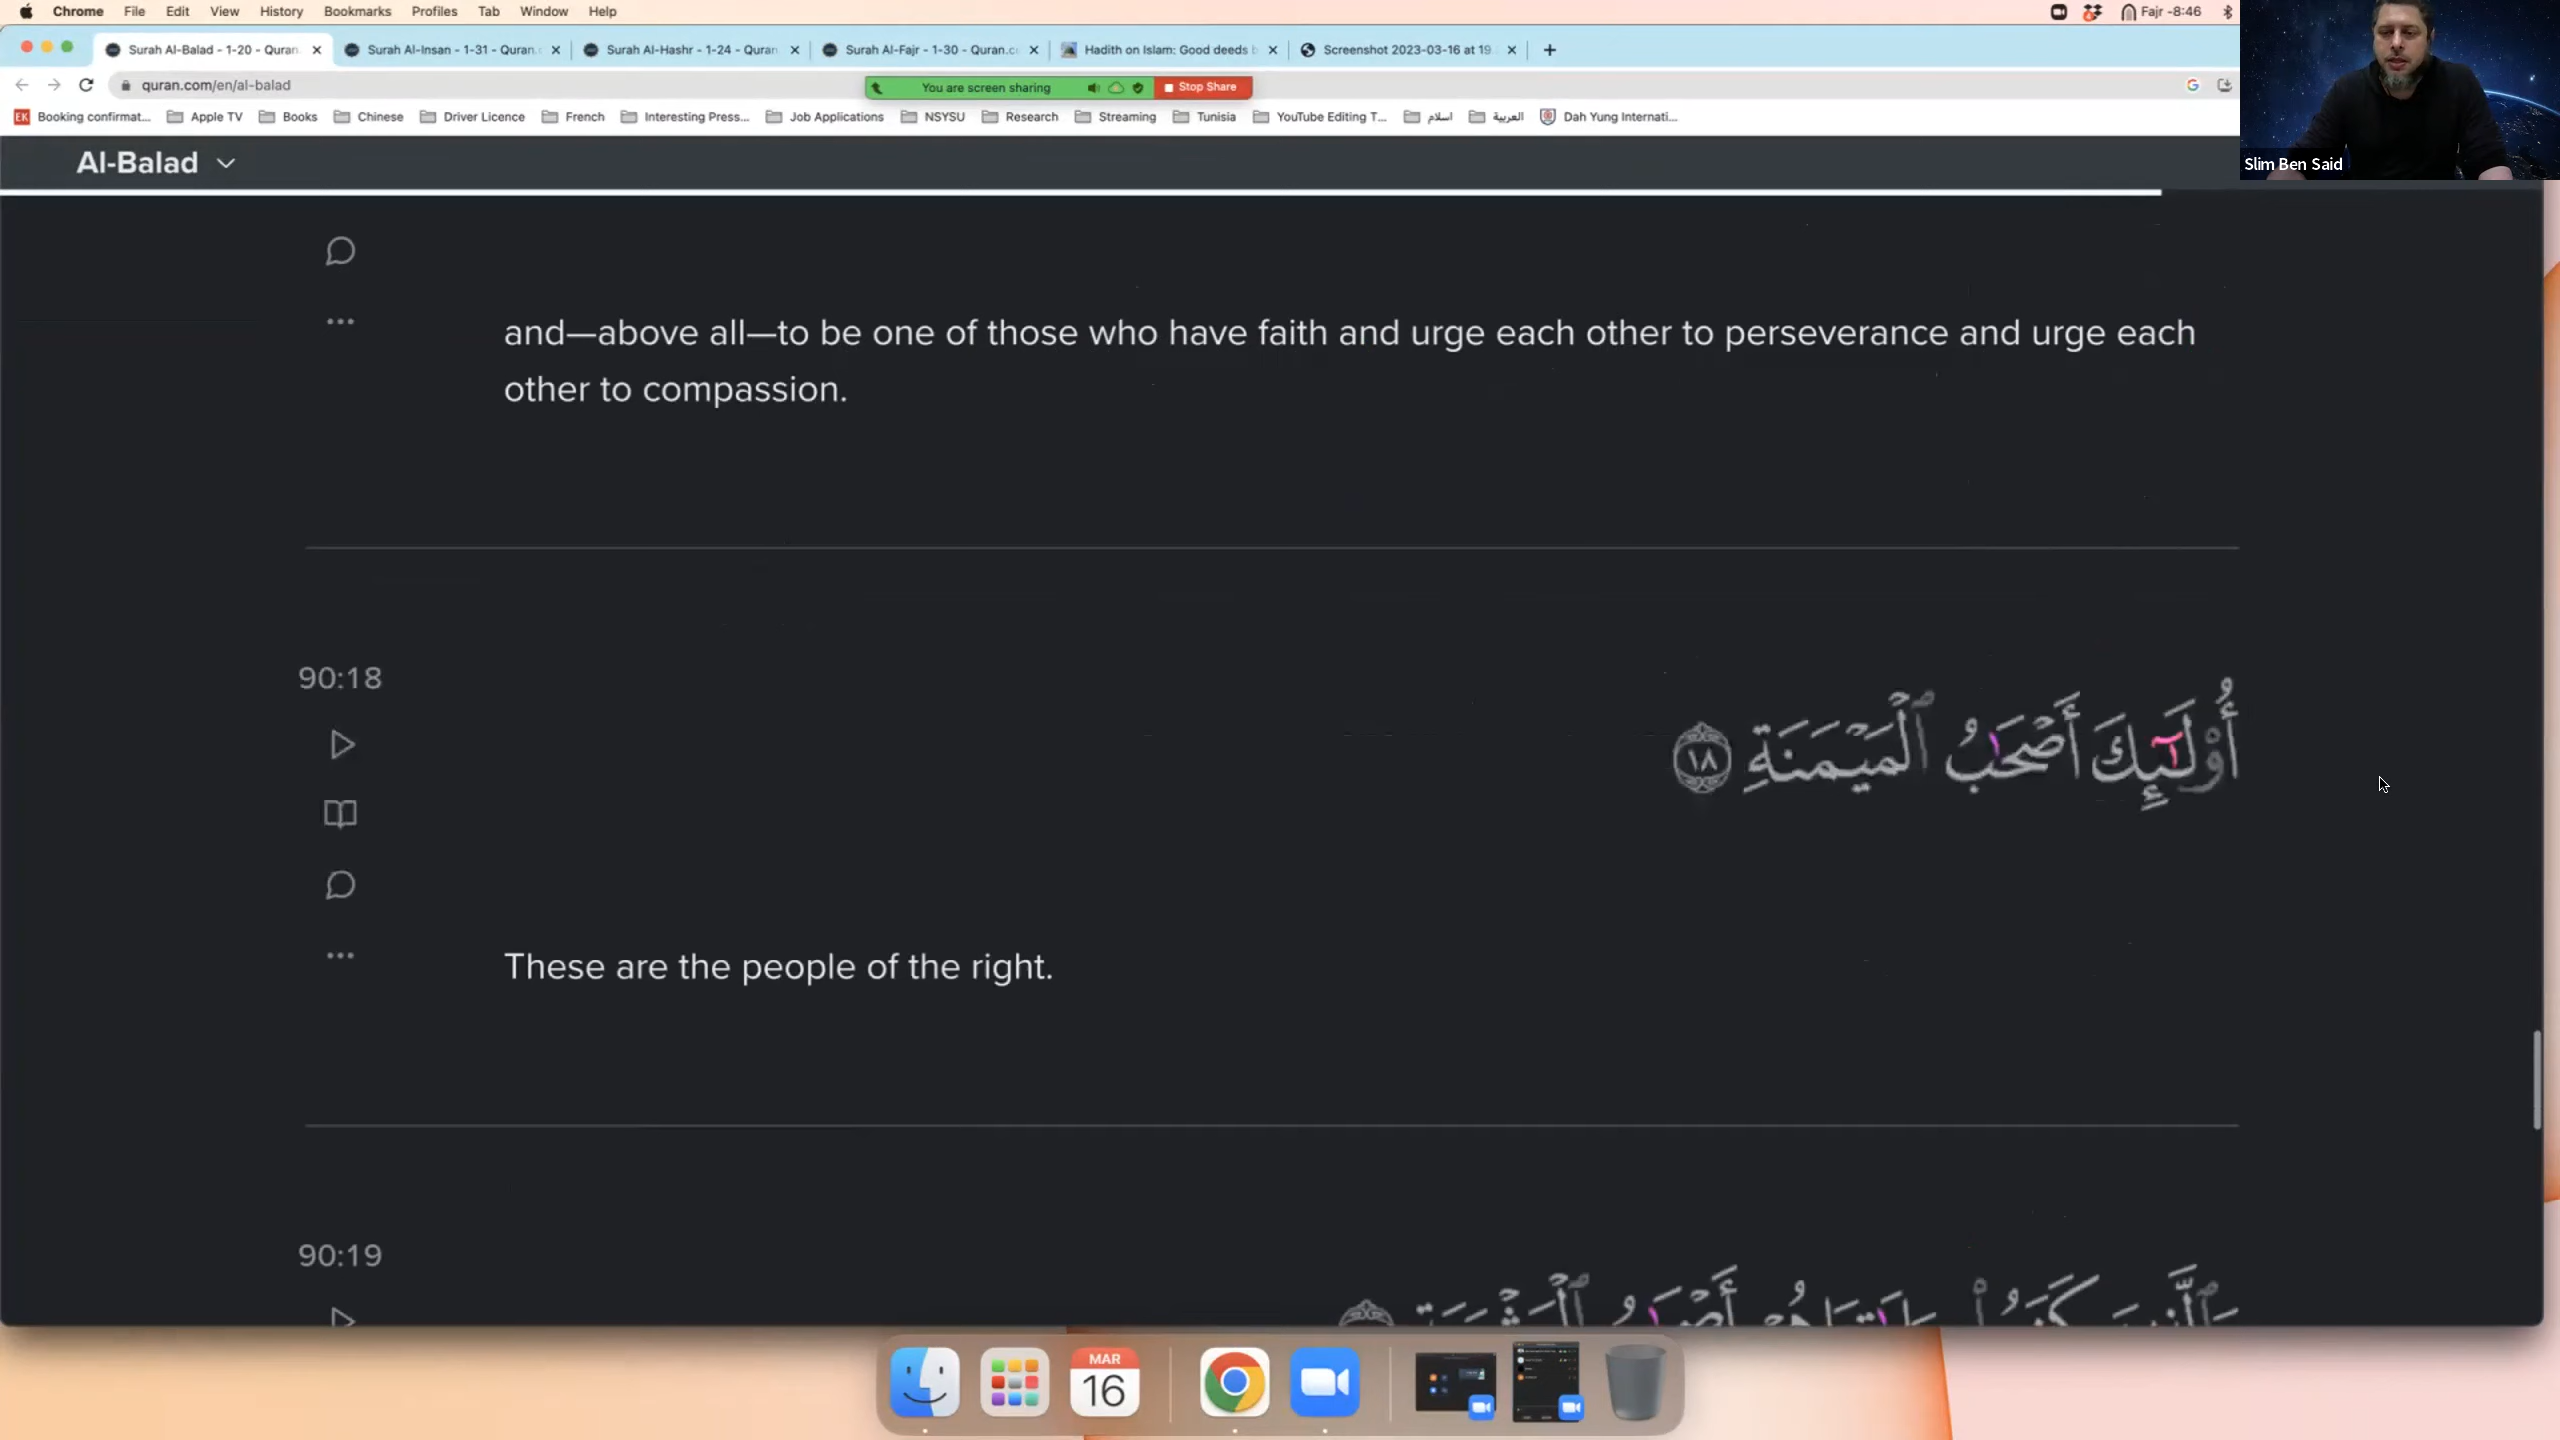 Chrome File Edit View History Bookmarks Profiles Tab Window Help Fajr -8:46
Surah Al-Balad - 1-20 - Quran. Surah Al-Insan - 1-31 - Quran. Surah Al-Hashr - 1-24 - Quran Surah Al-Fajr - 1-30 - Quran.c Hadith on Islam: Good deeds b Screenshot 2023-03-16 at 19
quran.com/en/al-balad
You are screen sharing Stop Share
EK Booking confirmat... Apple TV Books Chinese Driver Licence French Interesting Press... Job Applications NSYSU Research Streaming Tunisia YouTube Editing T... اسلام العربية Dah Yung Internati...
Al-Balad
Slim Ben Said
and—above all—to be one of those who have faith and urge each other to perseverance and urge each
other to compassion.
90:18
أُو۟لَـٰٓئِكَ أَصْحَـٰبُ ٱلْمَيْمَنَةِ ١٨
These are the people of the right.
90:19
MAR
16